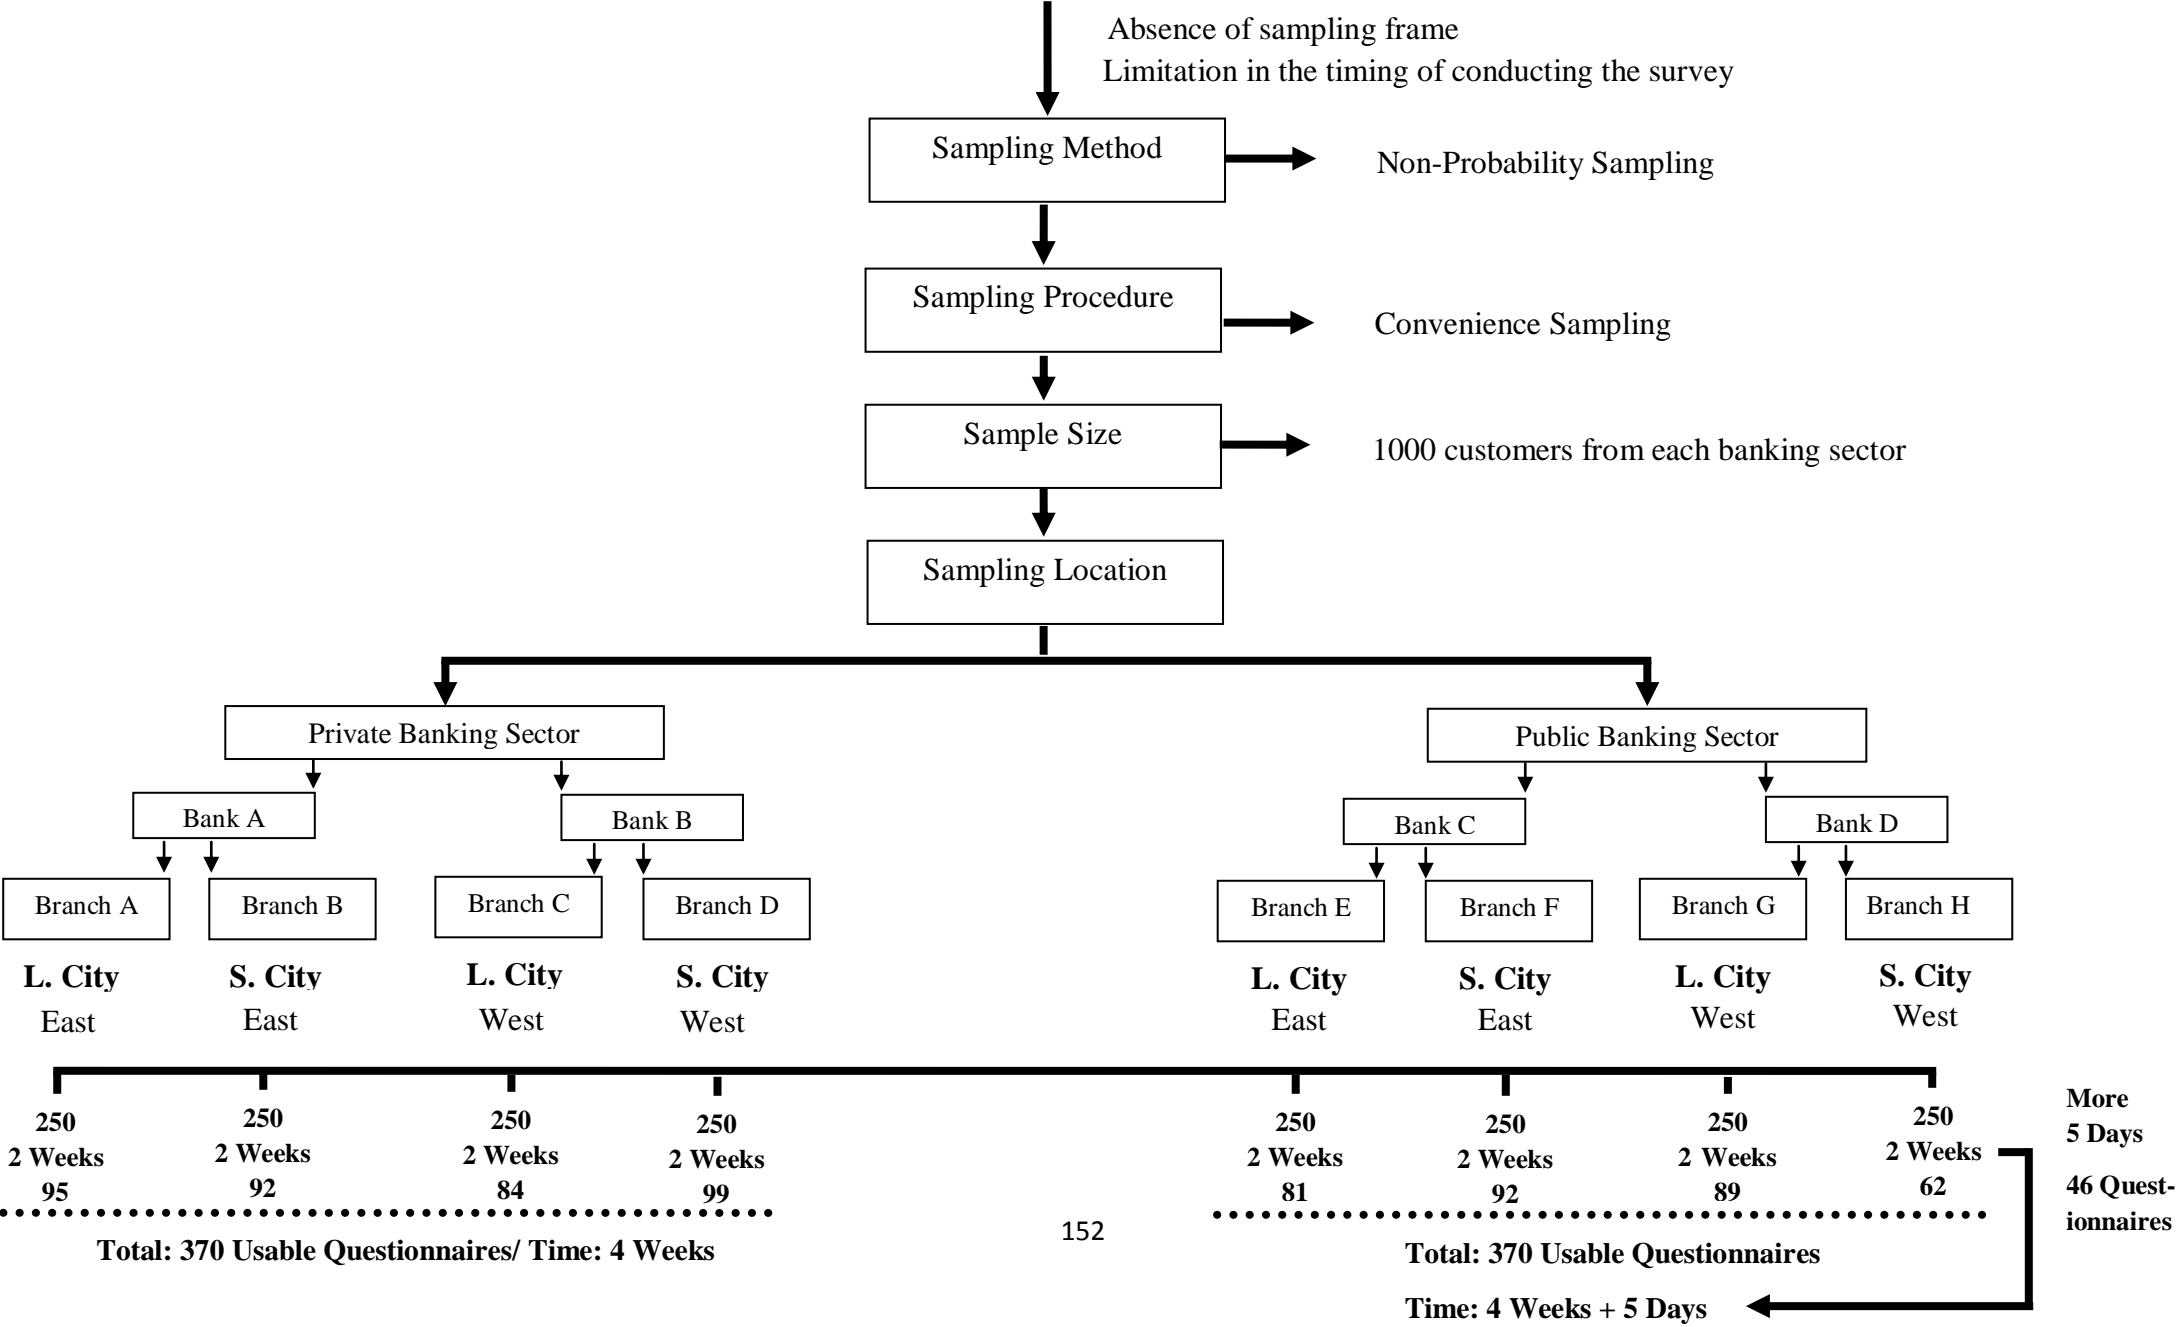 Absence of sampling frame
Limitation in the timing of conducting the survey
Sampling Method
Non-Probability Sampling
Sampling Procedure
Convenience Sampling
Sample Size
1000 customers from each banking sector
Sampling Location
Private Banking Sector
Public Banking Sector
Bank A
Bank B
Bank C
Bank D
Branch A
Branch B
Branch C
Branch D
Branch E
Branch F
Branch G
Branch H
L. City
East
S. City
East
L. City
West
S. City
West
L. City
East
S. City
East
L. City
West
S. City
West
250
2 Weeks
95
250
2 Weeks
92
250
2 Weeks
84
250
2 Weeks
99
250
2 Weeks
81
250
2 Weeks
92
250
2 Weeks
89
250
2 Weeks
62
More
5 Days
46 Quest-
ionnaires
Total: 370 Usable Questionnaires/ Time: 4 Weeks
152
Total: 370 Usable Questionnaires
Time: 4 Weeks + 5 Days